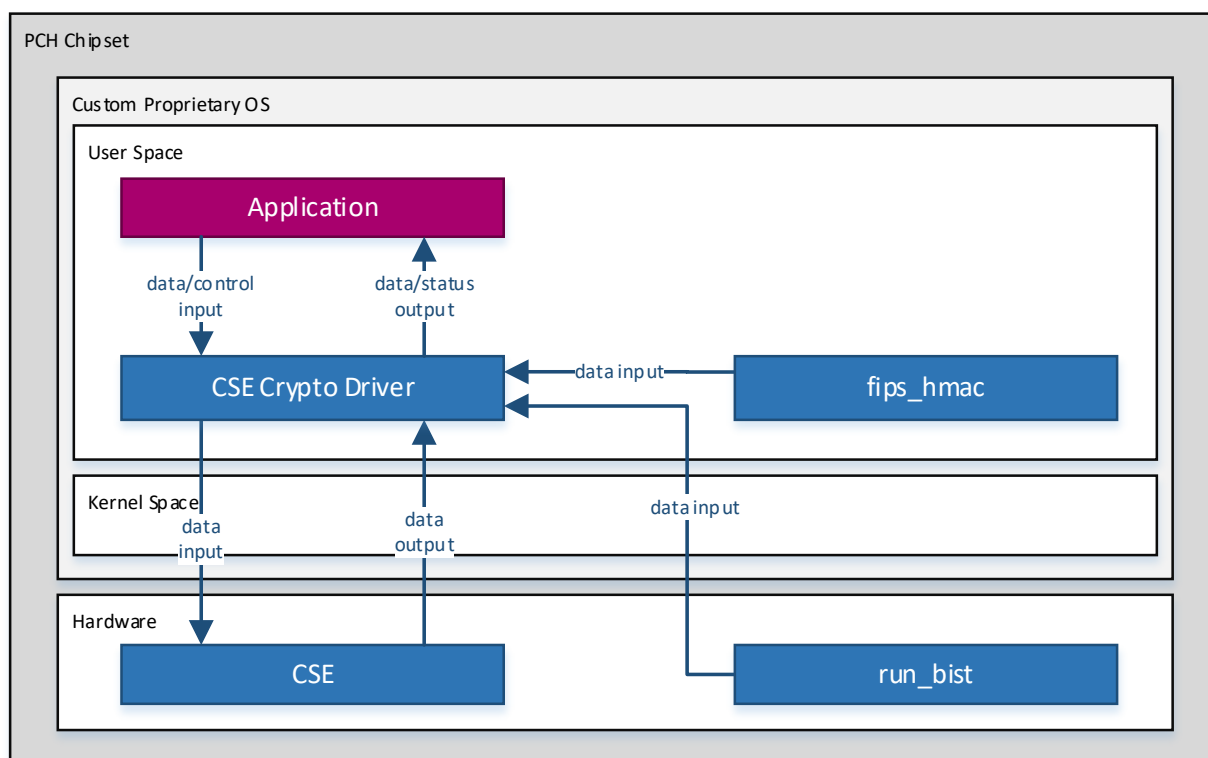 PCH Chipset
Custom Proprietary OS
User Space
Application
data/control
input
data/status
output
CSE Crypto Driver
data input
fips_hmac
Kernel Space
data
input
data
output
data input
Hardware
CSE
run_bist